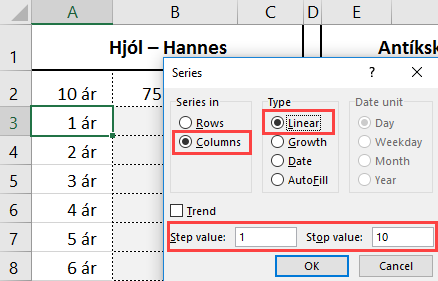 A B C D E
1 Hjól – Hannes Antíksk
2 10 ár 75
3 1 ár
4 2 ár
5 3 ár
6 4 ár
7 5 ár
8 6 ár
Series
Series in
Rows
Columns
Type
Linear
Growth
Date
AutoFill
Date unit
Day
Weekday
Month
Year
Trend
Step value: 1 Stop value: 10
OK Cancel